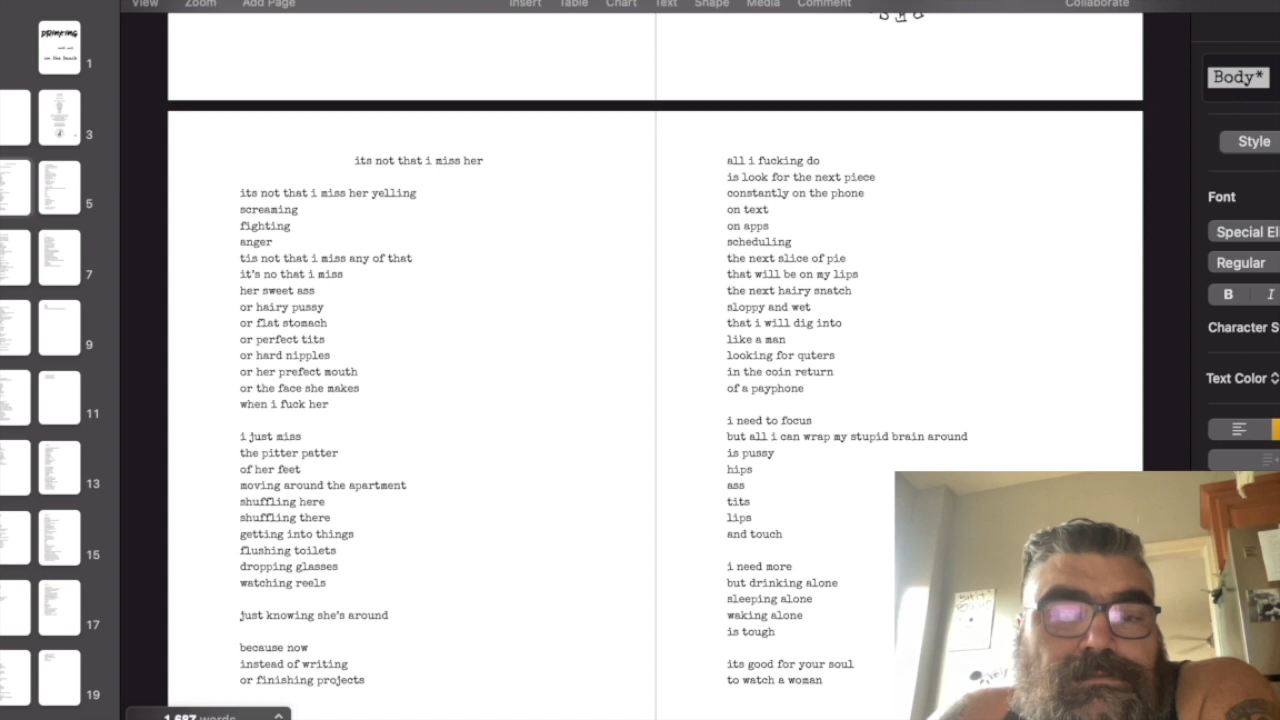 View Zoom Add Page Insert Table Chart Text Shape Media Comment Collaborate
DRINKING
on the beach
1
3
5
7
9
11
13
15
17
19
its not that i miss her
its not that i miss her yelling
screaming
fighting
anger
tis not that i miss any of that
it's no that i miss
her sweet ass
or hairy pussy
or flat stomach
or perfect tits
or hard nipples
or her prefect mouth
or the face she makes
when i fuck her
i just miss
the pitter patter
of her feet
moving around the apartment
shuffling here
shuffling there
getting into things
flushing toilets
dropping glasses
watching reels
just knowing she's around
because now
instead of writing
or finishing projects
all i fucking do
is look for the next piece
constantly on the phone
on text
on apps
scheduling
the next slice of pie
that will be on my lips
the next hairy snatch
sloppy and wet
that i will dig into
like a man
looking for quters
in the coin return
of a payphone
i need to focus
but all i can wrap my stupid brain around
is pussy
hips
ass
tits
lips
and touch
i need more
but drinking alone
sleeping alone
waking alone
is tough
its good for your soul
to watch a woman
Body*
Style
Font
Special El
Regular
B I
Character S
Text Color
1,687 words